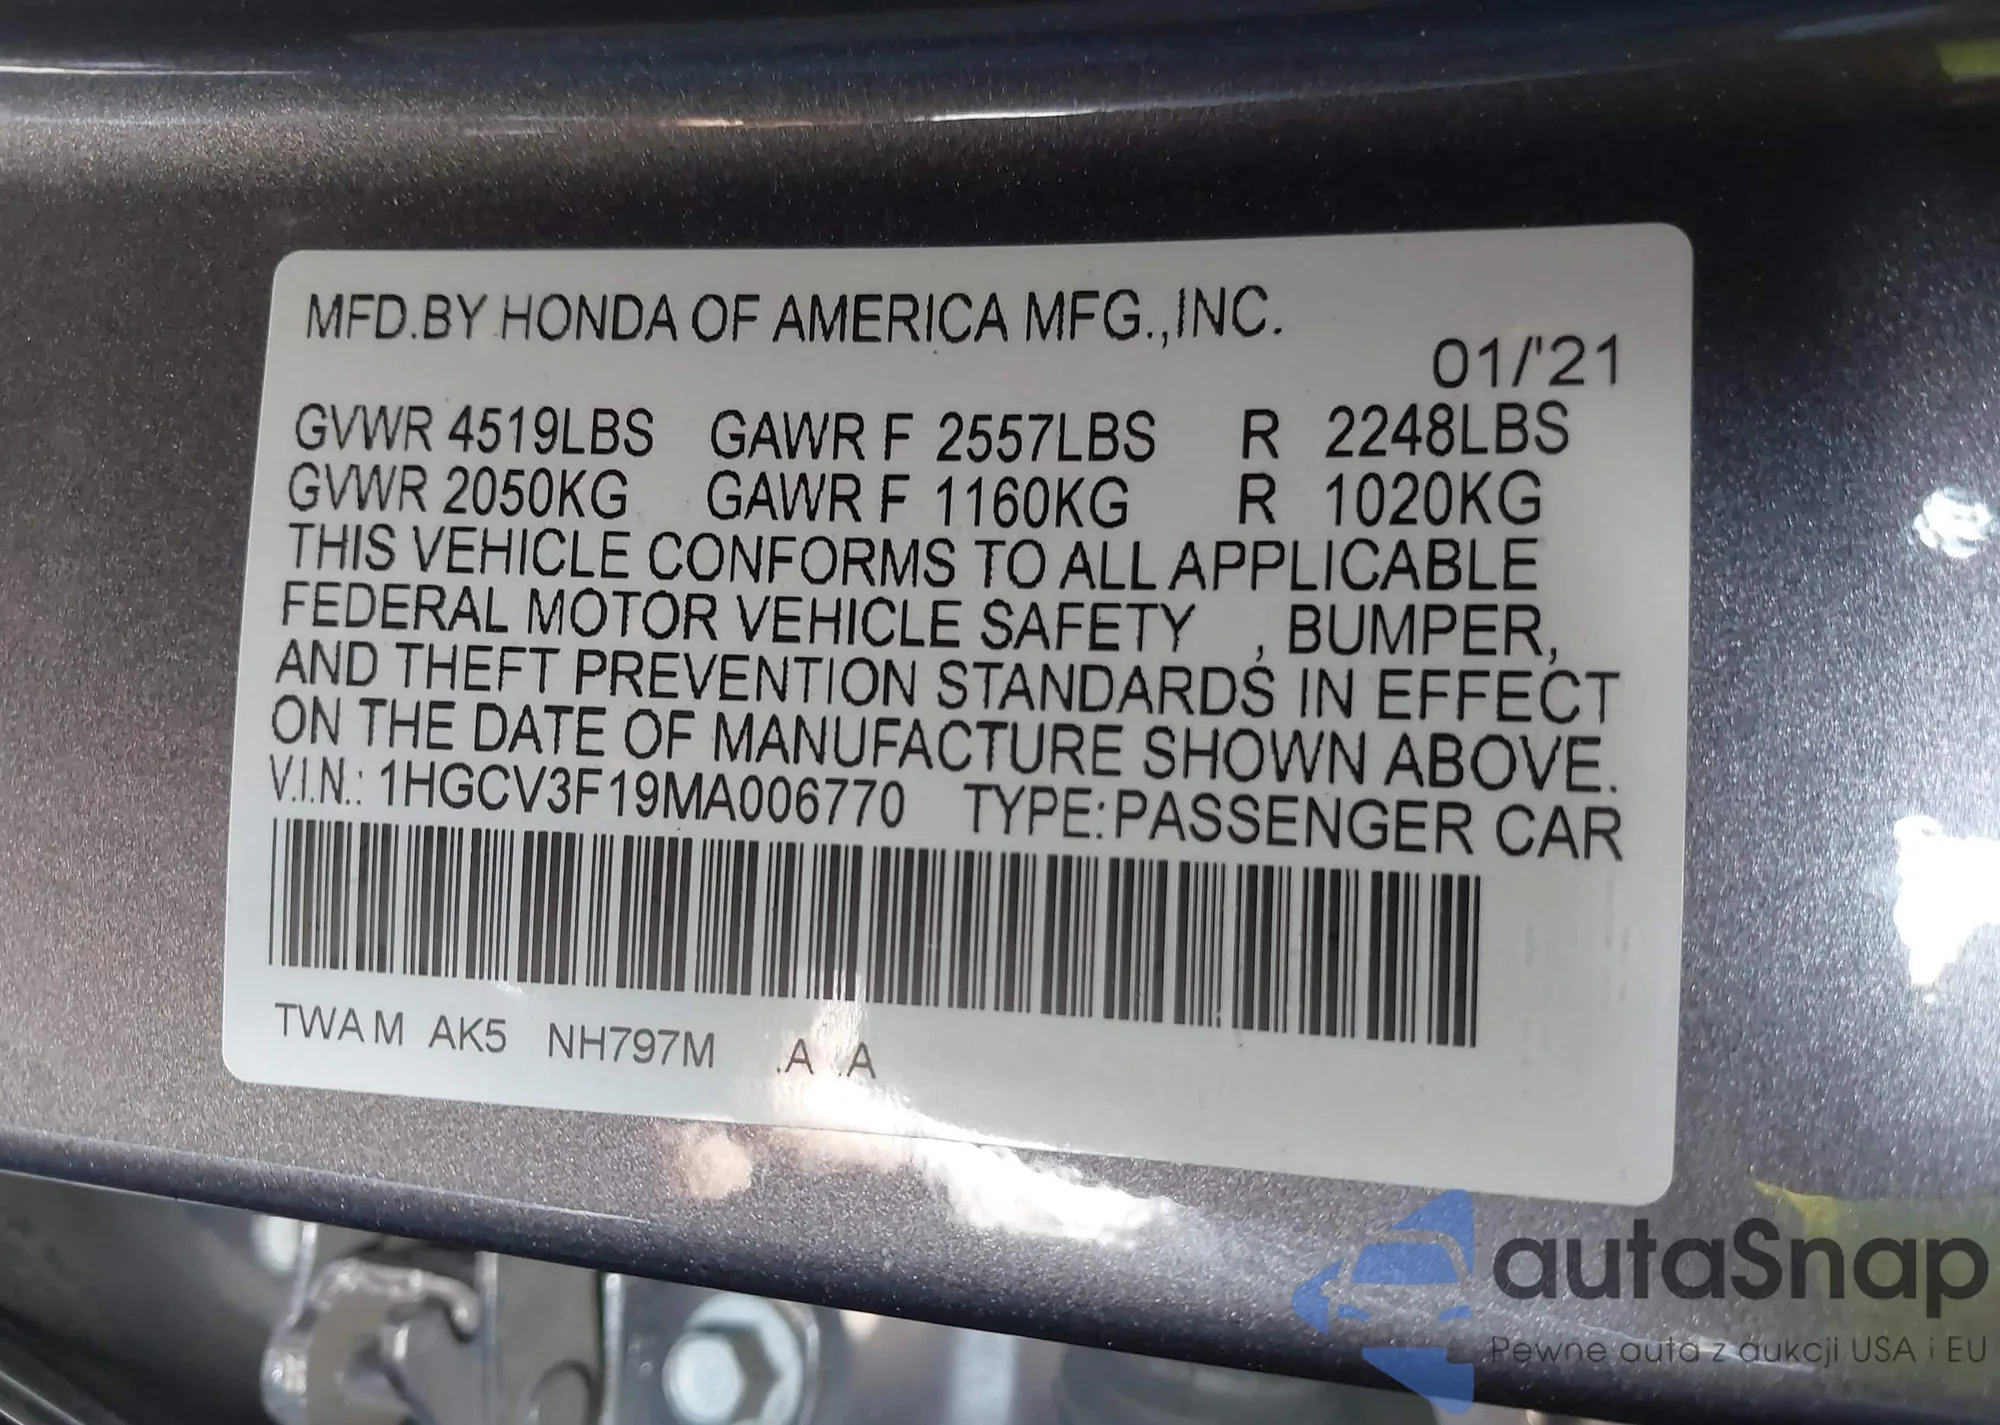 MFD.BY HONDA OF AMERICA MFG.,INC.
01/'21
GVWR 4519LBS GAWR F 2557LBS R 2248LBS
GVWR 2050KG GAWR F 1160KG R 1020KG
THIS VEHICLE CONFORMS TO ALL APPLICABLE
FEDERAL MOTOR VEHICLE SAFETY , BUMPER,
AND THEFT PREVENTION STANDARDS IN EFFECT
ON THE DATE OF MANUFACTURE SHOWN ABOVE.
V.I.N.: 1HGCV3F19MA006770 TYPE:PASSENGER CAR
TWA M AK5 NH797M .A .A
autaSnap
Pewne auta z aukcji USA i EU